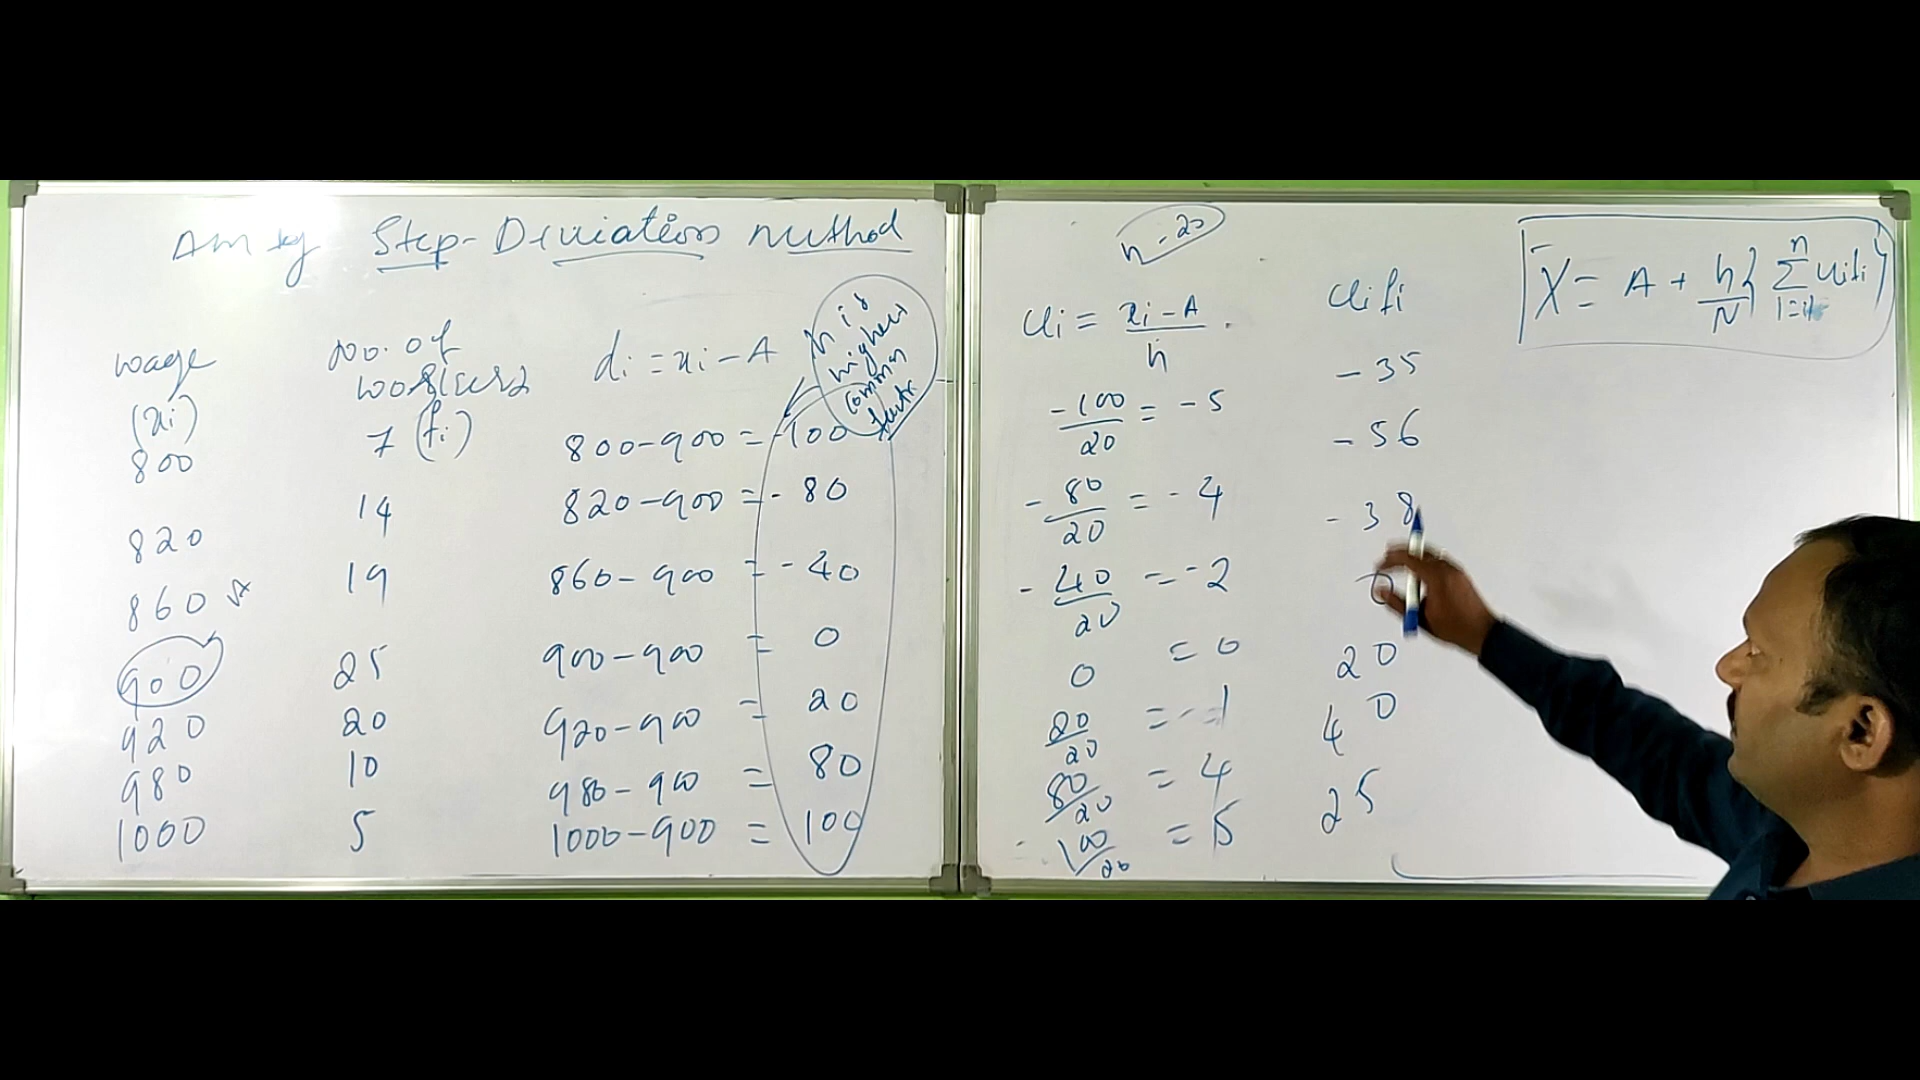 AM by Step-Deviation Method
wage (xi)
No. of workers (fi)
di = xi - A
h is highest common factor
800 7 800-900 = -100
820 14 820-900 = - 80
860 19 860-900 = - 40
900 25 900-900 = 0
920 20 920-900 = 20
980 10 980-900 = 80
1000 5 1000-900 = 100
h - 20
ui = xi - A / h
uifi
-100/20 = -5 -35
-80/20 = -4 -56
-40/20 = -2 -38
0 = 0 0
20/20 = -1 20
80/20 = 4 40
100/20 = 5 25
X̄ = A + h/N { Σ_{i=1}^{n} uifi }